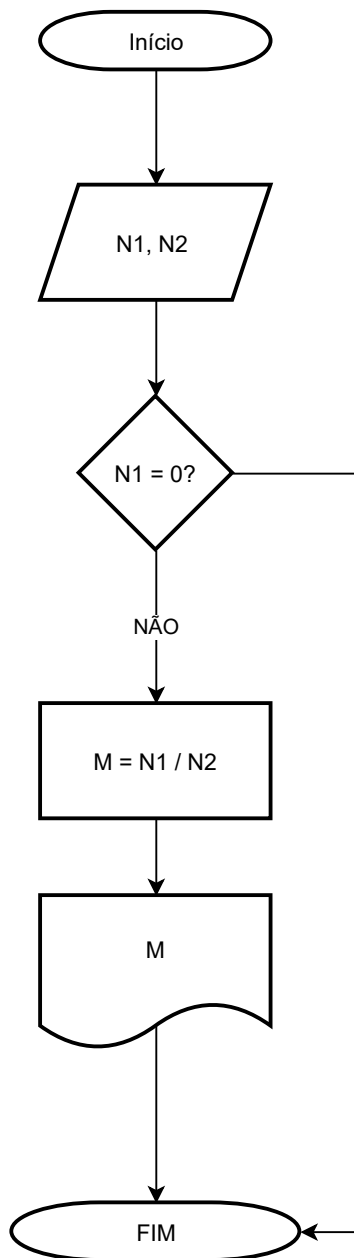 Início
N1, N2
N1 = 0?
NÃO
M = N1 / N2
M
FIM